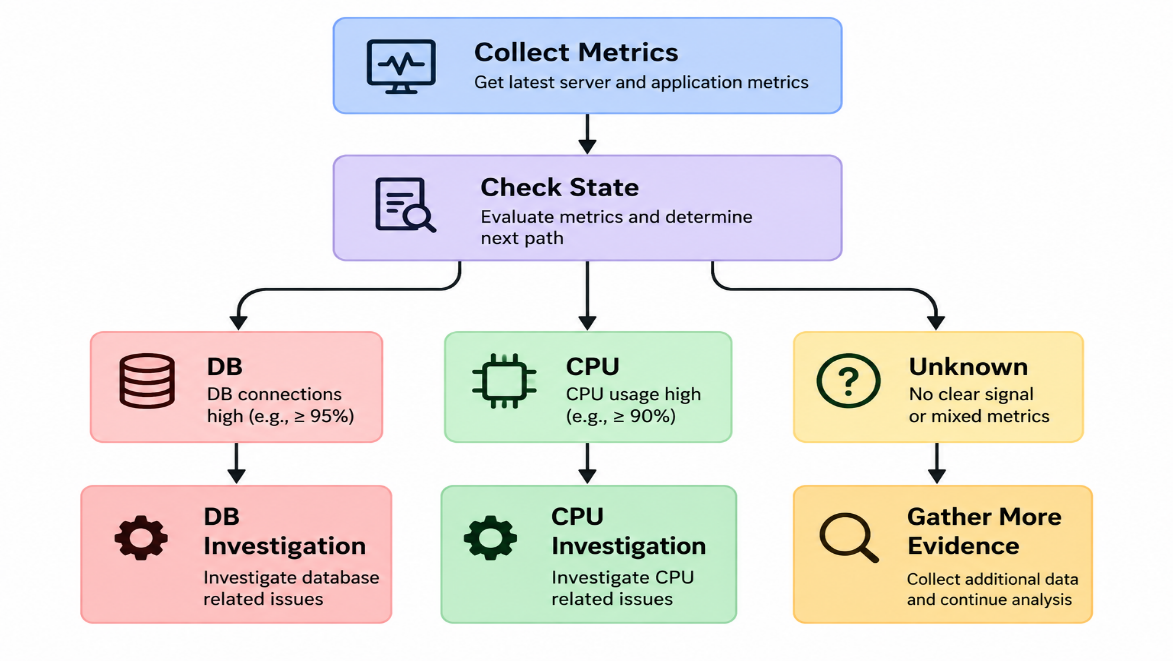 Collect Metrics
Get latest server and application metrics
Check State
Evaluate metrics and determine
next path
DB
DB connections
high (e.g., ≥ 95%)
CPU
CPU usage high
(e.g., ≥ 90%)
?
Unknown
No clear signal
or mixed metrics
DB
Investigation
Investigate database
related issues
CPU
Investigation
Investigate CPU
related issues
Gather More
Evidence
Collect additional data
and continue analysis